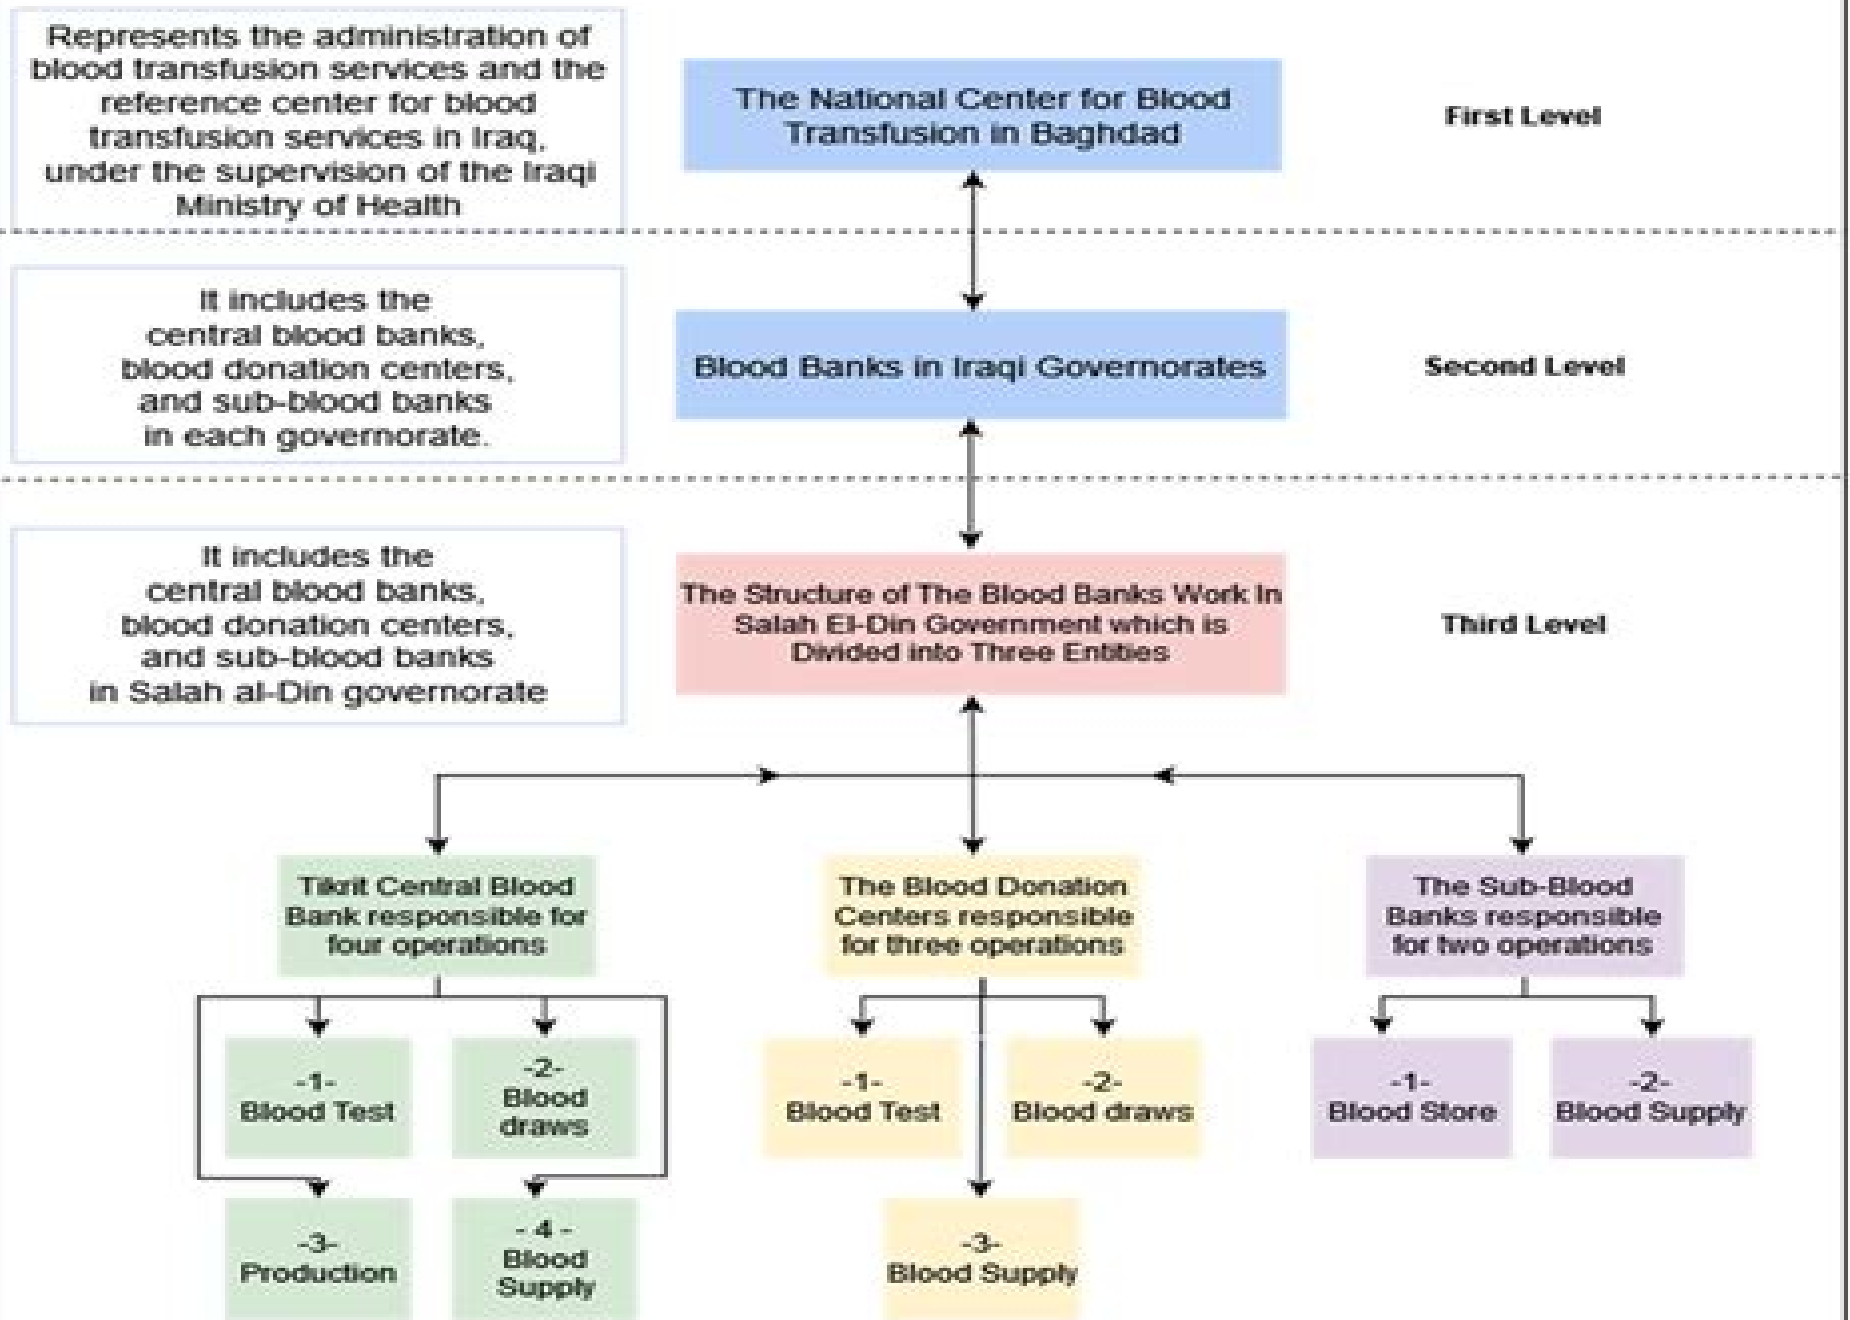 Represents the administration of
blood transfusion services and the
reference center for blood
transfusion services in Iraq,
under the supervision of the Iraqi
Ministry of Health
The National Center for Blood
Transfusion in Baghdad
First Level
It includes the
central blood banks,
blood donation centers,
and sub-blood banks
in each governorate.
Blood Banks in Iraqi Governorates
Second Level
It includes the
central blood banks,
blood donation centers,
and sub-blood banks
in Salah al-Din governorate
The Structure of The Blood Banks Work In
Salah El-Din Government which is
Divided into Three Entities
Third Level
Tikrit Central Blood
Bank responsible for
four operations
The Blood Donation
Centers responsible
for three operations
The Sub-Blood
Banks responsible
for two operations
-1-
Blood Test
-2-
Blood
draws
-1-
Blood Test
-2-
Blood draws
-1-
Blood Store
-2-
Blood Supply
-3-
Production
- 4 -
Blood
Supply
-3-
Blood Supply